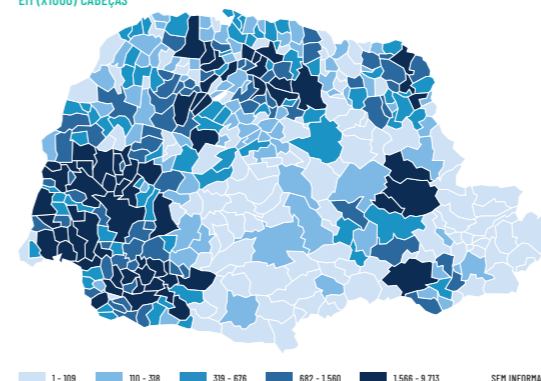 EM (X1000) CABEÇAS
1 - 109 110 - 318 319 - 676 682 - 1.560 1.566 - 9.713 SEM INFORMA